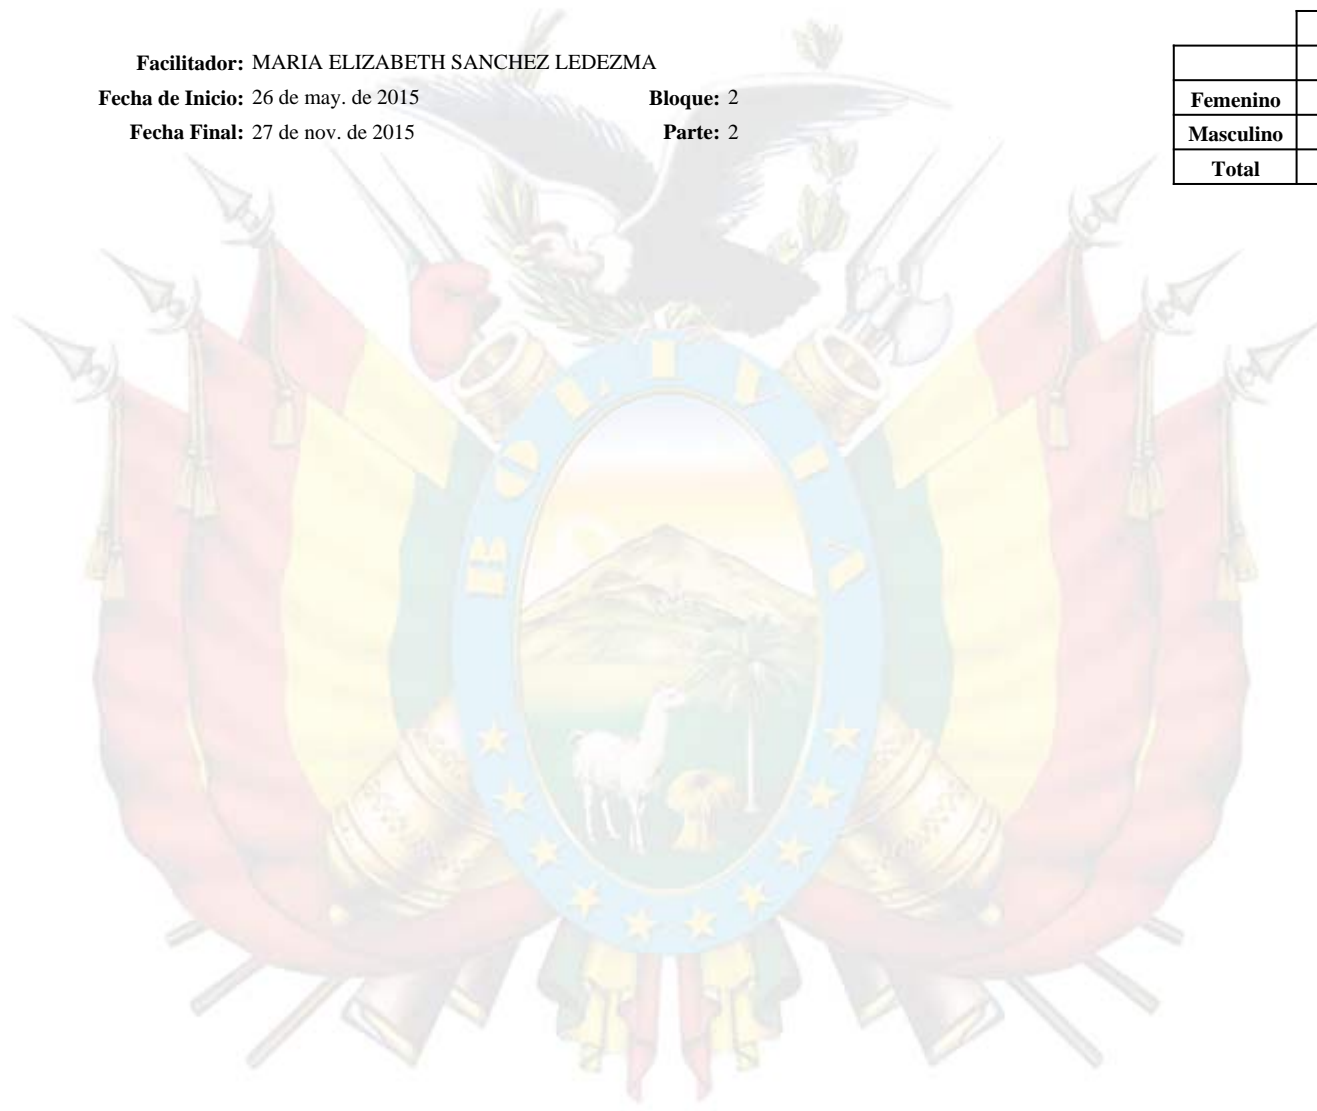 Facilitador: MARIA ELIZABETH SANCHEZ LEDEZMA
Fecha de Inicio: 26 de may. de 2015 Bloque: 2
Fecha Final: 27 de nov. de 2015 Parte: 2
Femenino
Masculino
Total
BOLIVIA